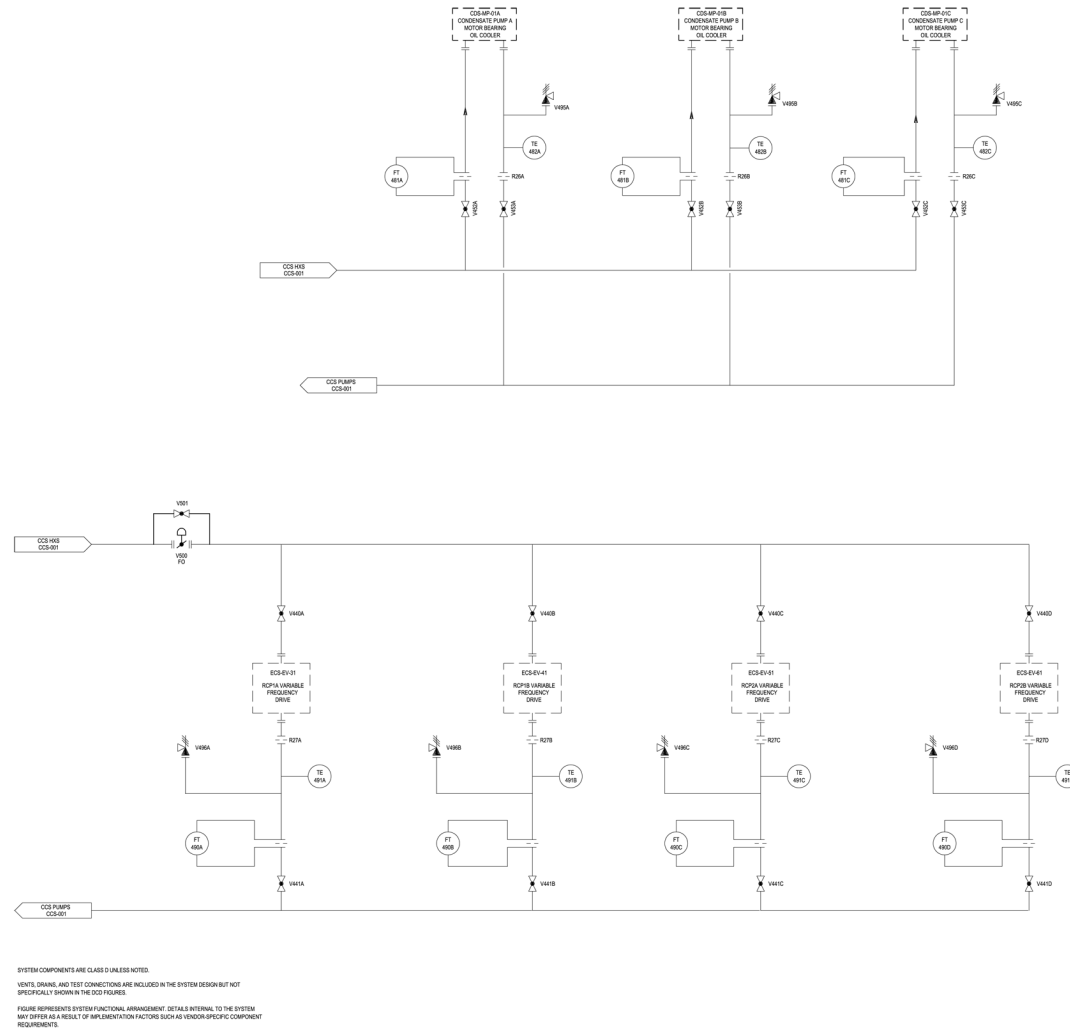 CDS-MP-01A
CONDENSATE PUMP A
MOTOR BEARING
OIL COOLER
CDS-MP-01B
CONDENSATE PUMP B
MOTOR BEARING
OIL COOLER
CDS-MP-01C
CONDENSATE PUMP C
MOTOR BEARING
OIL COOLER
V495A
V495B
V495C
TE
482A
TE
482B
TE
482C
FT
481A
R26A
FT
481B
R26B
FT
481C
R26C
V452A
V453A
V452B
V453B
V452C
V453C
CCS HXS
CCS-001
CCS PUMPS
CCS-001
V501
CCS HXS
CCS-001
V500
FO
V440A
V440B
V440C
V440D
ECS-EV-31
RCP1A VARIABLE
FREQUENCY
DRIVE
ECS-EV-41
RCP1B VARIABLE
FREQUENCY
DRIVE
ECS-EV-51
RCP2A VARIABLE
FREQUENCY
DRIVE
ECS-EV-61
RCP2B VARIABLE
FREQUENCY
DRIVE
V496A
R27A
V496B
R27B
V496C
R27C
V496D
R27D
TE
491A
TE
491B
TE
491C
TE
491
FT
490A
FT
490B
FT
490C
FT
490D
V441A
V441B
V441C
V441D
CCS PUMPS
CCS-001
SYSTEM COMPONENTS ARE CLASS D UNLESS NOTED.
VENTS, DRAINS, AND TEST CONNECTIONS ARE INCLUDED IN THE SYSTEM DESIGN BUT NOT
SPECIFICALLY SHOWN IN THE DCD FIGURES.
FIGURE REPRESENTS SYSTEM FUNCTIONAL ARRANGEMENT. DETAILS INTERNAL TO THE SYSTEM
MAY DIFFER AS A RESULT OF IMPLEMENTATION FACTORS SUCH AS VENDOR-SPECIFIC COMPONENT
REQUIREMENTS.